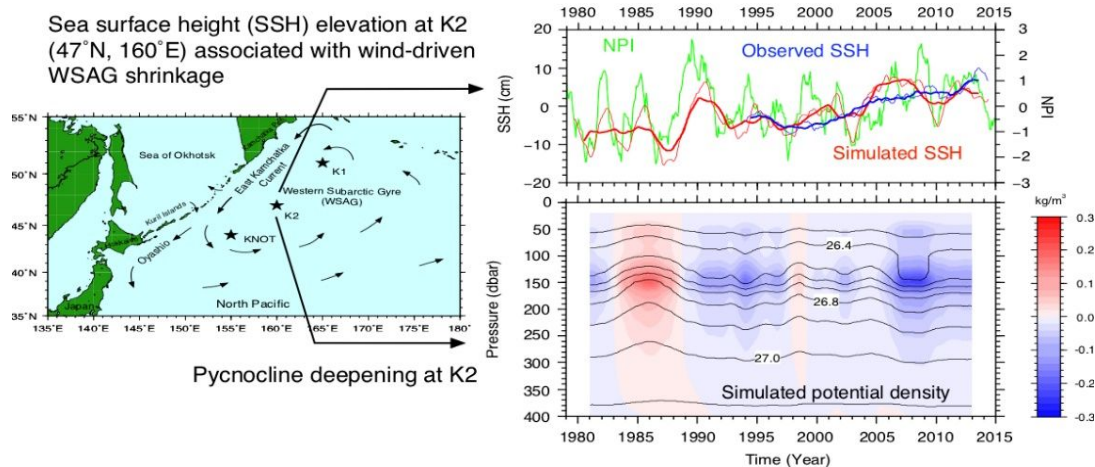 Sea surface height (SSH) elevation at K2
(47°N, 160°E) associated with wind-driven
WSAG shrinkage
55°N
50°N
45°N
40°N
35°N
135°E 140°E 145°E 150°E 155°E 160°E 165°E 170°E 175°E 180°
Sea of Okhotsk
East Kamchatka
Current
K1
Western Subarctic Gyre
(WSAG)
K2
Kuril Islands
KNOT
Oyashio
North Pacific
Japan
Pycnocline deepening at K2
1980 1985 1990 1995 2000 2005 2010 2015
SSH (cm)
20
10
0
-10
-20
NPI
Observed SSH
Simulated SSH
3
2
1
0
-1
-2
-3
NPI
Pressure (dbar)
0
50
100
150
200
250
300
350
400
26.4
26.8
27.0
Simulated potential density
1980 1985 1990 1995 2000 2005 2010 2015
Time (Year)
kg/m³
0.3
0.2
0.1
0.0
-0.1
-0.2
-0.3